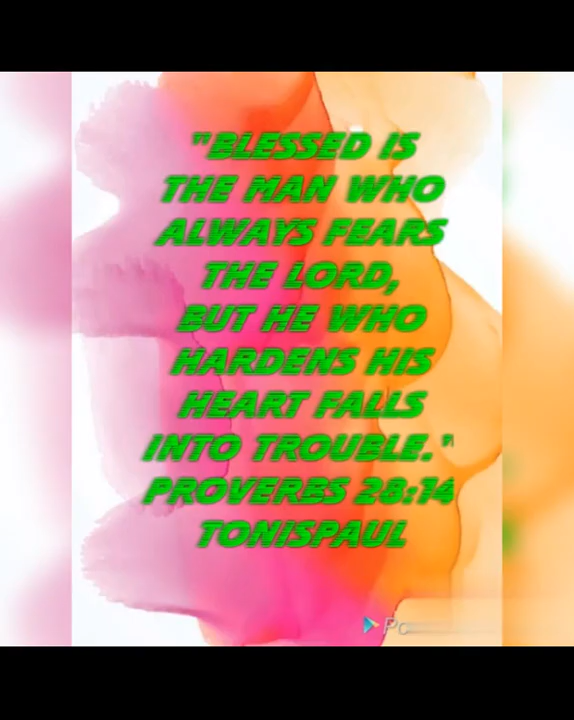 "BLESSED IS
THE MAN WHO
ALWAYS FEARS
THE LORD,
BUT HE WHO
HARDENS HIS
HEART FALLS
INTO TROUBLE."
PROVERBS 28:14
TONISPAUL